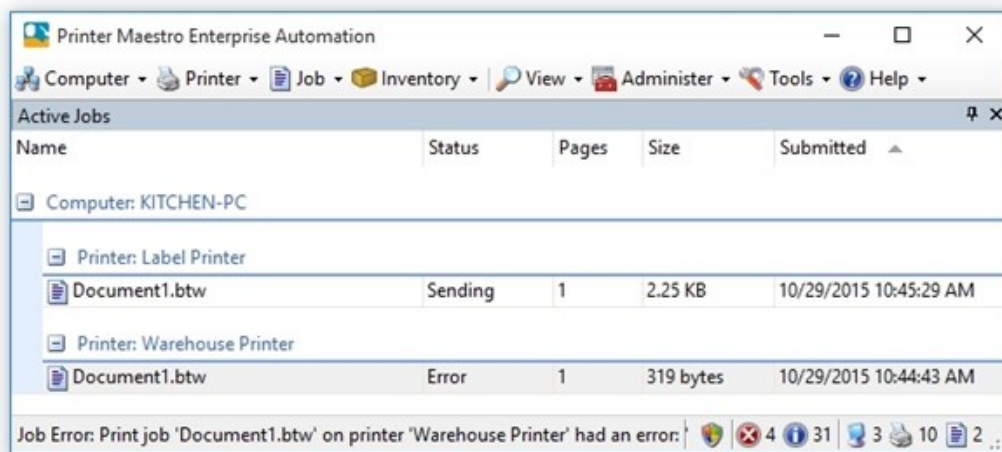 Printer Maestro Enterprise Automation
Computer Printer Job Inventory View Administer Tools Help
Active Jobs
Name Status Pages Size Submitted
Computer: KITCHEN-PC
Printer: Label Printer
Document1.btw Sending 1 2.25 KB 10/29/2015 10:45:29 AM
Printer: Warehouse Printer
Document1.btw Error 1 319 bytes 10/29/2015 10:44:43 AM
Job Error: Print job 'Document1.btw' on printer 'Warehouse Printer' had an error: ' 4 31 3 10 2